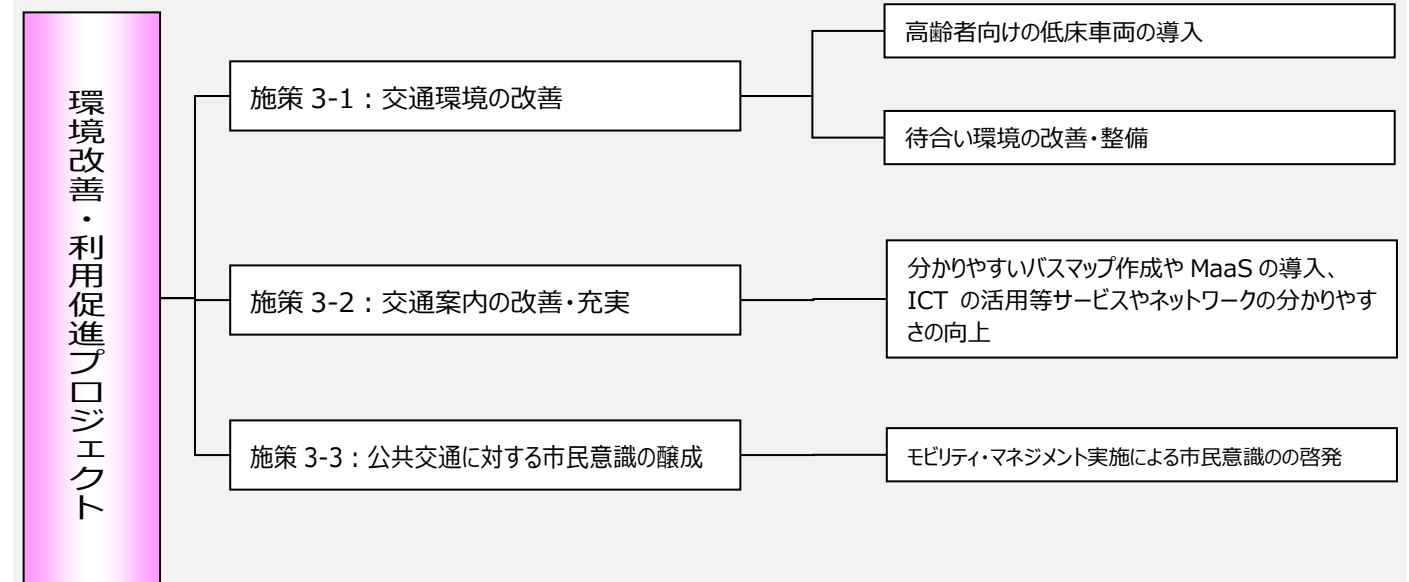 環境改善・利用促進プロジェクト
施策 3-1：交通環境の改善
高齢者向けの低床車両の導入
待合い環境の改善・整備
施策 3-2：交通案内の改善・充実
分かりやすいバスマップ作成や MaaS の導入、
ICT の活用等サービスやネットワークの分かりやす
さの向上
施策 3-3：公共交通に対する市民意識の醸成
モビリティ・マネジメント実施による市民意識のの啓発